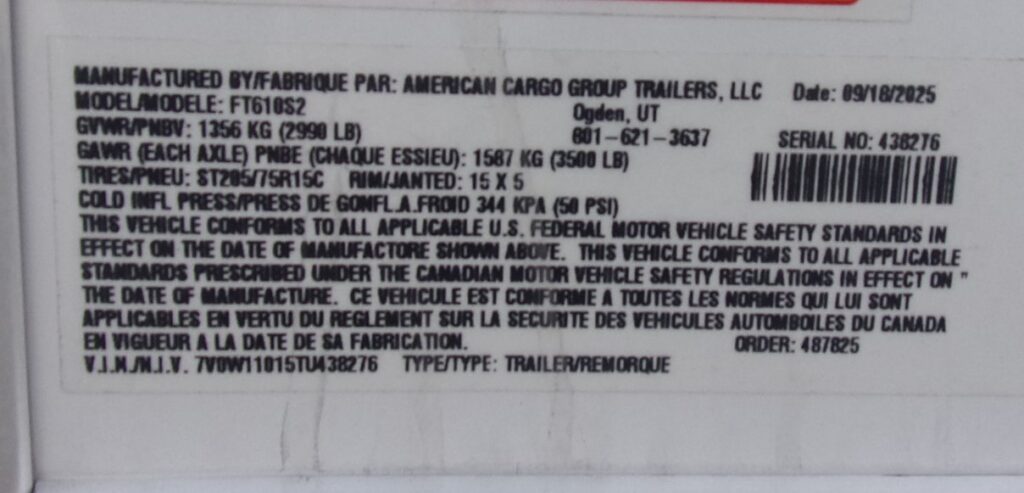 MANUFACTURED BY/FABRIQUE PAR: AMERICAN CARGO GROUP TRAILERS, LLC Date: 09/18/2025
MODEL/MODELE: FT610S2 Ogden, UT
GVWR/PNBV: 1356 KG (2990 LB) 801-621-3637 SERIAL NO: 438276
GAWR (EACH AXLE) PNBE (CHAQUE ESSIEU): 1587 KG (3500 LB)
TIRES/PNEU: ST205/75R15C RIM/JANTED: 15 X 5
COLD INFL PRESS/PRESS DE GONFL.A.FROID 344 KPA (50 PSI)
THIS VEHICLE CONFORMS TO ALL APPLICABLE U.S. FEDERAL MOTOR VEHICLE SAFETY STANDARDS IN
EFFECT ON THE DATE OF MANUFACTORE SHOWN ABOVE. THIS VEHICLE CONFORMS TO ALL APPLICABLE
STANDARDS PRESCRIBED UNDER THE CANADIAN MOTOR VEHICLE SAFETY REGULATIONS IN EFFECT ON "
THE DATE OF MANUFACTURE. CE VEHICULE EST CONFORME A TOUTES LES NORMES QUI LUI SONT
APPLICABLES EN VERTU DU REGLEMENT SUR LA SECURITE DES VEHICULES AUTOMBOILES DU CANADA
EN VIGUEUR A LA DATE DE SA FABRICATION. ORDER: 487825
V.I.N./N.I.V. 7V0W11015TU438276 TYPE/TYPE: TRAILER/REMORQUE